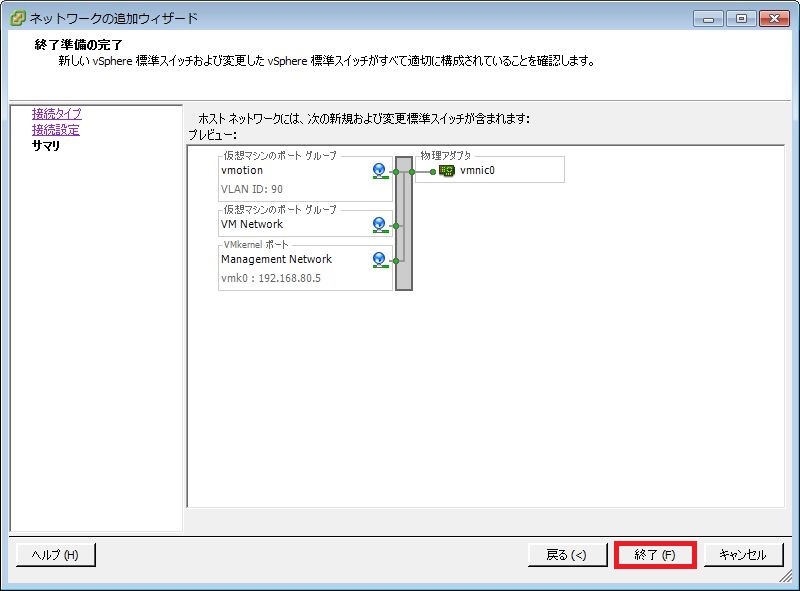 ネットワークの追加ウィザード
終了準備の完了
新しい vSphere 標準スイッチおよび変更した vSphere 標準スイッチがすべて適切に構成されていることを確認します。
接続タイプ
接続設定
サマリ
ホスト ネットワークには、次の新規および変更標準スイッチが含まれます:
プレビュー:
仮想マシンのポート グループ
vmotion
VLAN ID: 90
物理アダプタ
vmnic0
仮想マシンのポート グループ
VM Network
VMkernel ポート
Management Network
vmk0 : 192.168.80.5
ヘルプ (H)
戻る (<)
終了 (F)
キャンセル